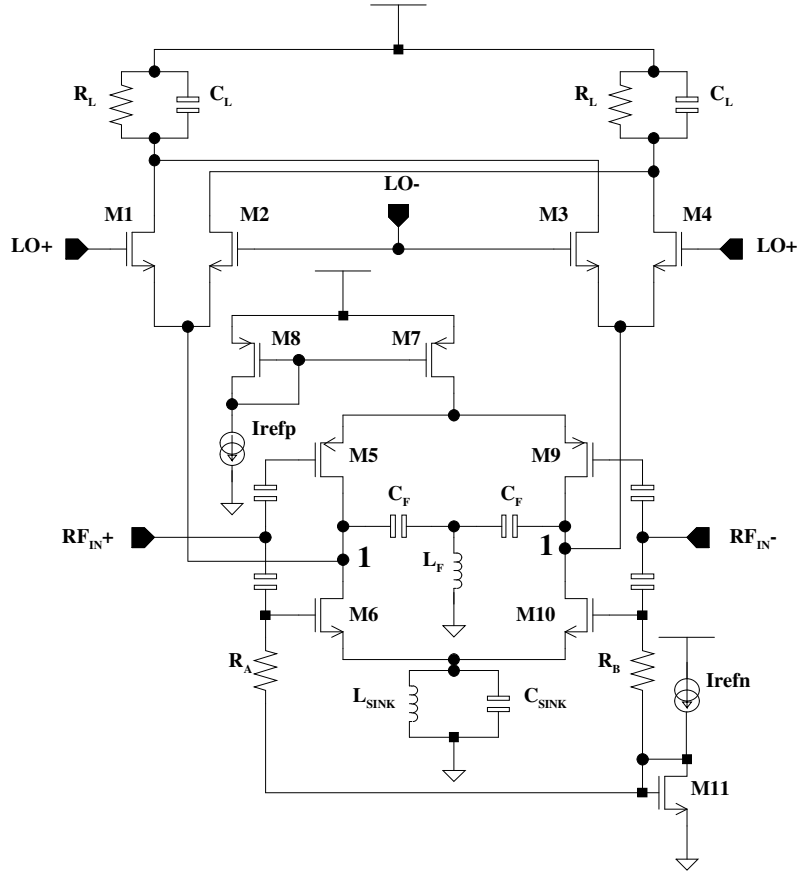 R_L C_L R_L C_L
LO-
M1 M2 M3 M4
LO+ LO+
M8 M7
Irefp M5 M9
C_F C_F
RF_IN+ 1 L_F 1 RF_IN-
M6 M10
R_A R_B
L_SINK C_SINK Irefn
M11